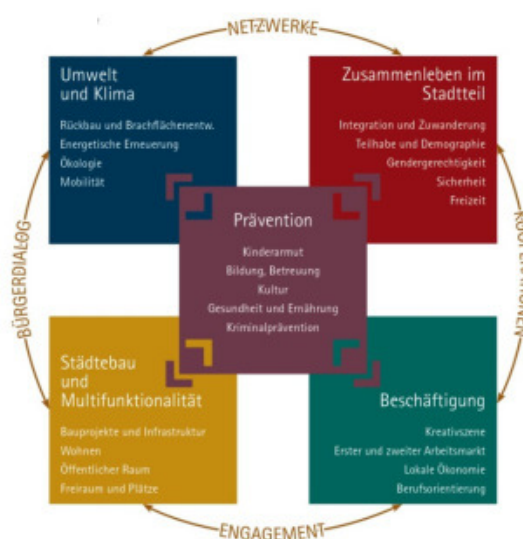 NETZWERKE
Umwelt
und Klima
Rückbau und Brachflächenentw.
Energetische Erneuerung
Ökologie
Mobilität
Zusammenleben im
Stadtteil
Integration und Zuwanderung
Teilhabe und Demographie
Gendergerechtigkeit
Sicherheit
Freizeit
BÜRGERDIALOG
Prävention
Kinderarmut
Bildung, Betreuung
Kultur
Gesundheit und Ernährung
Kriminalprävention
KOOPERATIONEN
Städtebau
und
Multifunktionalität
Bauprojekte und Infrastruktur
Wohnen
Öffentlicher Raum
Freiraum und Plätze
Beschäftigung
Kreativszene
Erster und zweiter Arbeitsmarkt
Lokale Ökonomie
Berufsorientierung
ENGAGEMENT